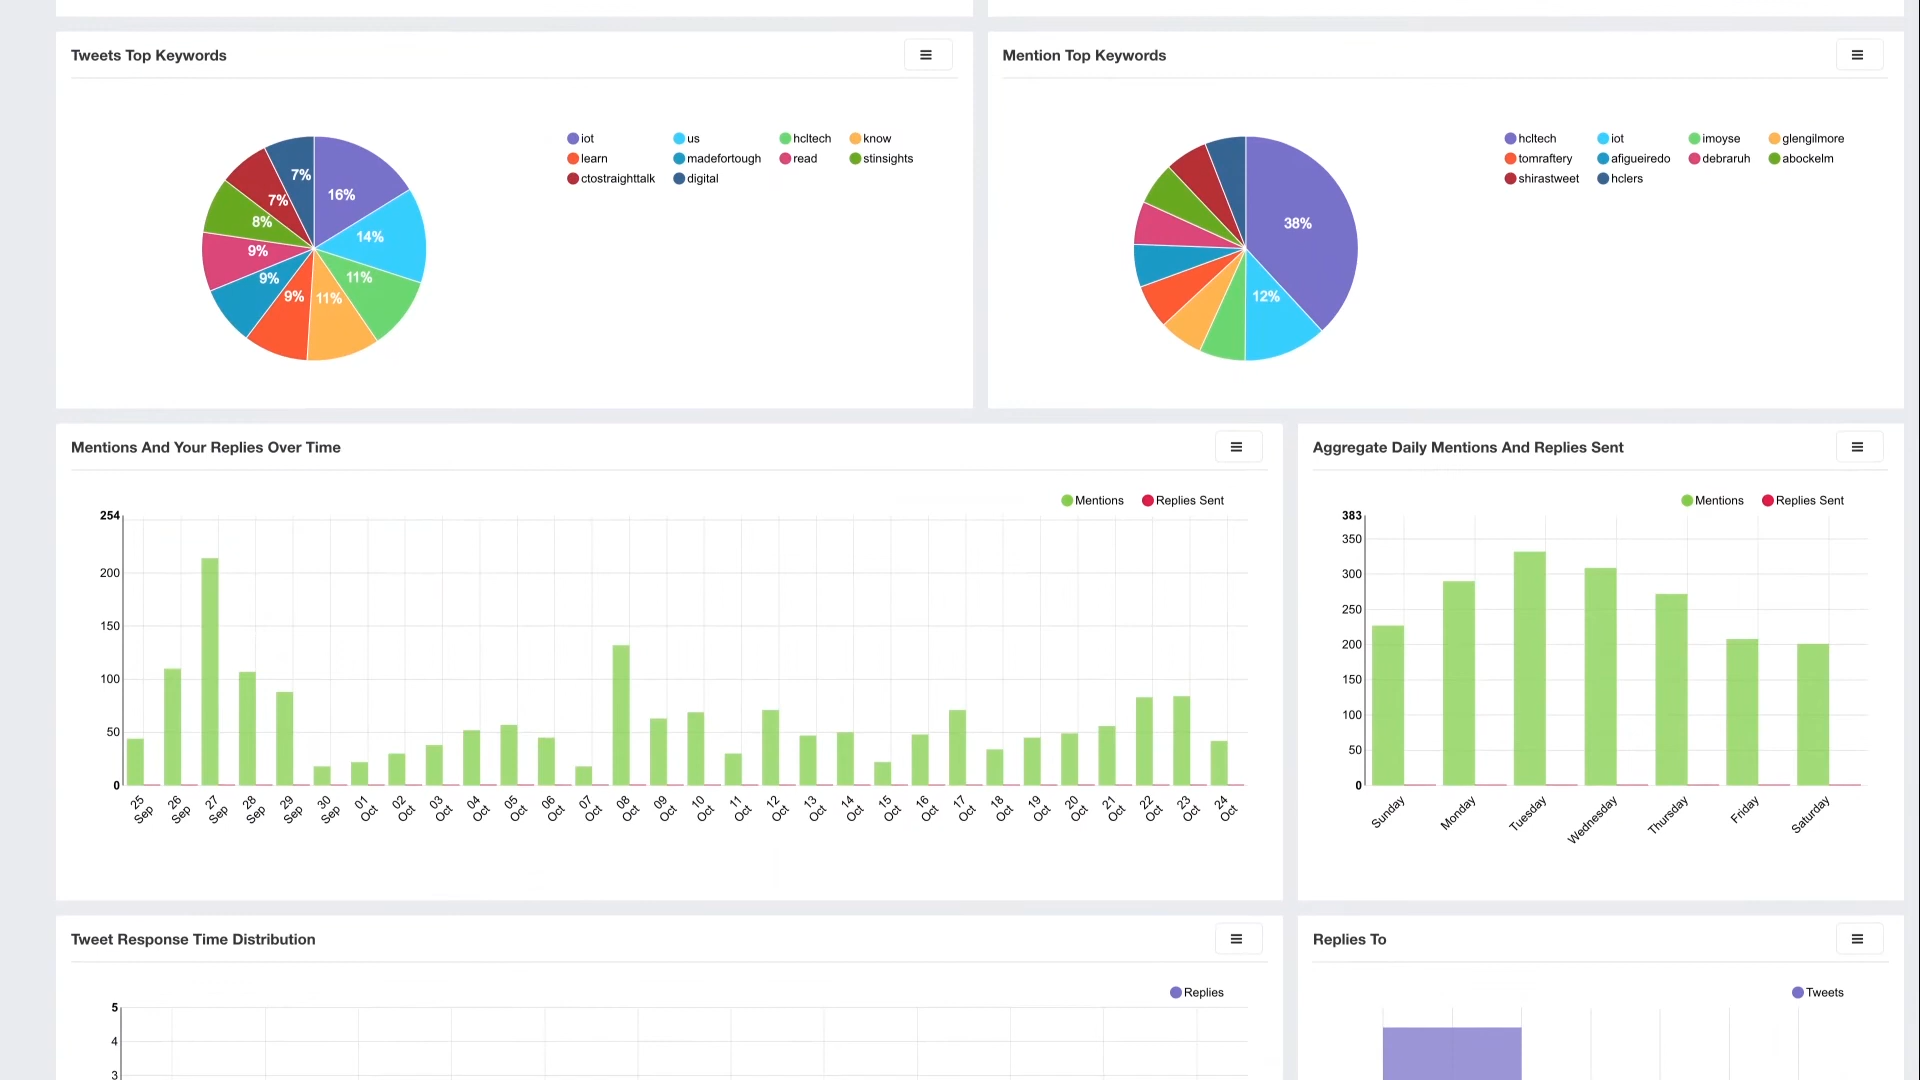 Tweets Top Keywords
iot us hcltech know
learn madefortough read stinsights
ctostraighttalk digital
16%
14%
11%
11%
9%
9%
9%
8%
7%
7%
Mention Top Keywords
hcltech iot imoyse glengilmore
tomraftery afigueiredo debraruh abockelm
shirastweet hclers
38%
12%
Mentions And Your Replies Over Time
Mentions Replies Sent
254
200
150
100
50
0
25 Sep
26 Sep
27 Sep
28 Sep
29 Sep
30 Sep
01 Oct
02 Oct
03 Oct
04 Oct
05 Oct
06 Oct
07 Oct
08 Oct
09 Oct
10 Oct
11 Oct
12 Oct
13 Oct
14 Oct
15 Oct
16 Oct
17 Oct
18 Oct
19 Oct
20 Oct
21 Oct
22 Oct
23 Oct
24 Oct
Aggregate Daily Mentions And Replies Sent
Mentions Replies Sent
383
350
300
250
200
150
100
50
0
Sunday
Monday
Tuesday
Wednesday
Thursday
Friday
Saturday
Tweet Response Time Distribution
Replies
5
4
3
Replies To
Tweets